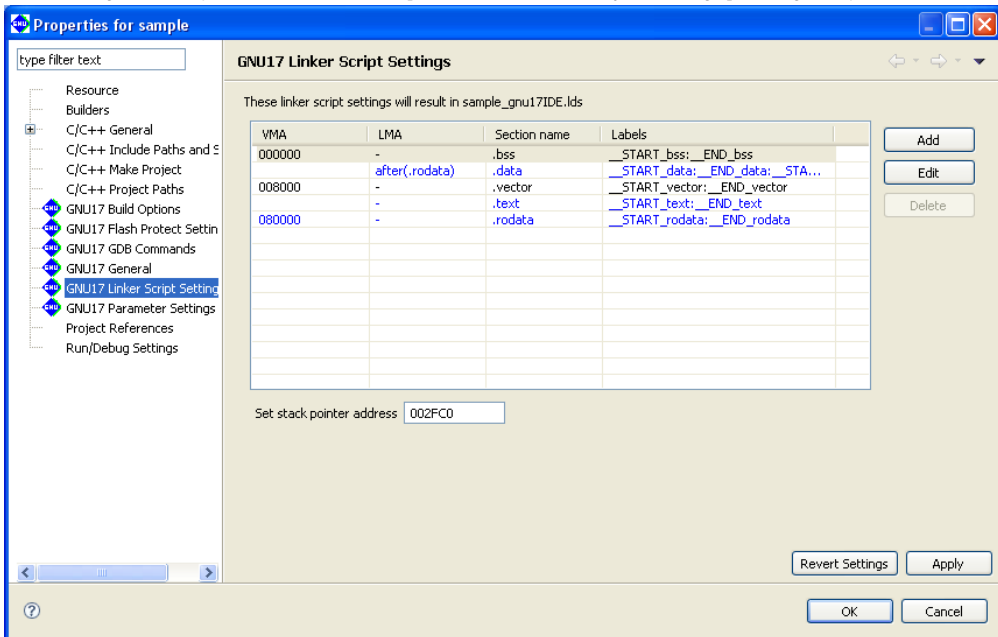 Properties for sample
type filter text
Resource
Builders
C/C++ General
C/C++ Include Paths and S
C/C++ Make Project
C/C++ Project Paths
GNU17 Build Options
GNU17 Flash Protect Settin
GNU17 GDB Commands
GNU17 General
GNU17 Linker Script Setting
GNU17 Parameter Settings
Project References
Run/Debug Settings
GNU17 Linker Script Settings
These linker script settings will result in sample_gnu17IDE.lds
VMA LMA Section name Labels
000000 - .bss __START_bss:__END_bss
after(.rodata) .data __START_data:__END_data:__STA...
008000 - .vector __START_vector:__END_vector
- .text __START_text:__END_text
080000 - .rodata __START_rodata:__END_rodata
Add
Edit
Delete
Set stack pointer address 002FC0
Revert Settings Apply
OK Cancel